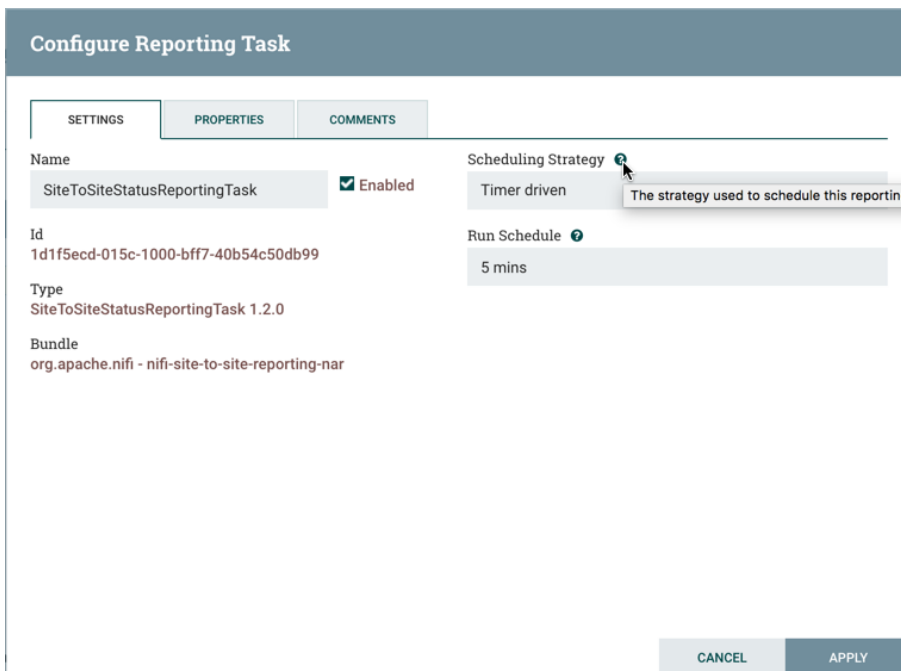 Configure Reporting Task
SETTINGS
PROPERTIES
COMMENTS
Name
SiteToSiteStatusReportingTask
Enabled
Id
1d1f5ecd-015c-1000-bff7-40b54c50db99
Type
SiteToSiteStatusReportingTask 1.2.0
Bundle
org.apache.nifi - nifi-site-to-site-reporting-nar
Scheduling Strategy
Timer driven
The strategy used to schedule this reportin
Run Schedule
5 mins
CANCEL
APPLY